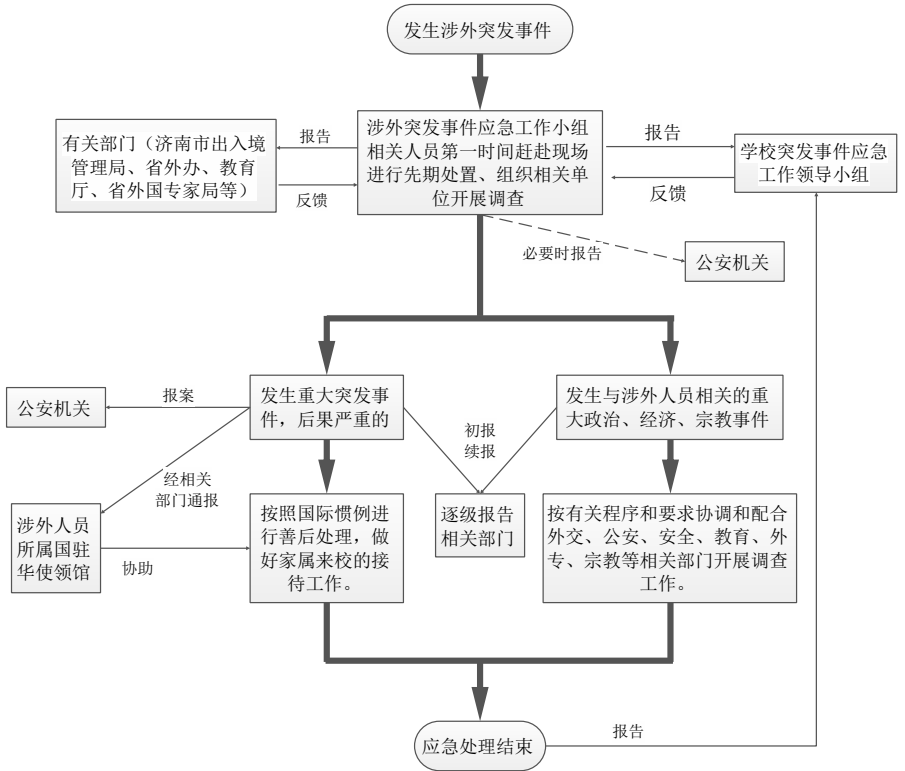 发生涉外突发事件
有关部门（济南市出入境
管理局、省外办、教育
厅、省外国专家局等）
报告
反馈
涉外突发事件应急工作小组
相关人员第一时间赶赴现场
进行先期处置、组织相关单
位开展调查
报告
反馈
学校突发事件应急
工作领导小组
必要时报告
公安机关
公安机关
报案
发生重大突发事
件，后果严重的
初报
续报
发生与涉外人员相关的重
大政治、经济、宗教事件
经相关
部门通报
涉外人员
所属国驻
华使领馆
协助
按照国际惯例进
行善后处理，做
好家属来校的接
待工作。
逐级报告
相关部门
按有关程序和要求协调和配合
外交、公安、安全、教育、外
专、宗教等相关部门开展调查
工作。
应急处理结束
报告